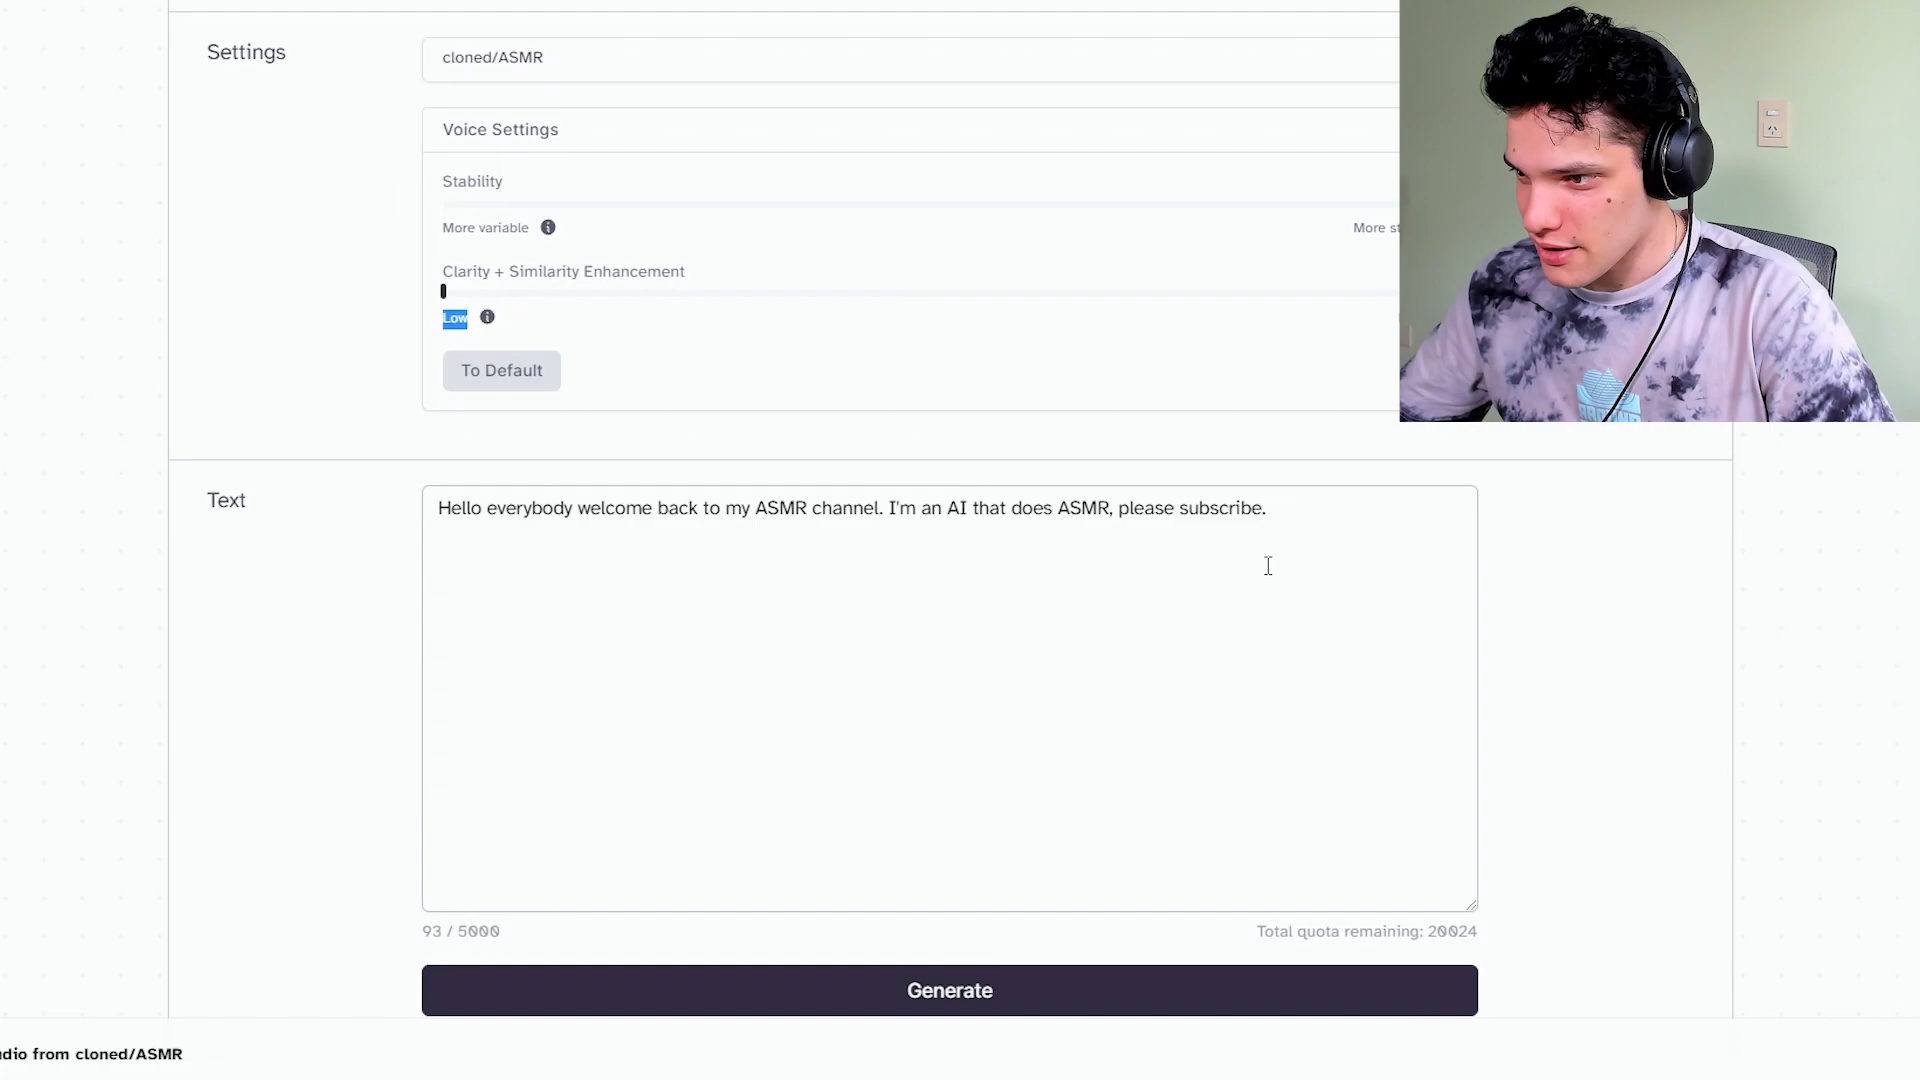 Settings
cloned/ASMR
Voice Settings
Stability
More variable
More st
Clarity + Similarity Enhancement
Low
To Default
Text
Hello everybody welcome back to my ASMR channel. I'm an AI that does ASMR, please subscribe.
93 / 5000
Total quota remaining: 20024
Generate
dio from cloned/ASMR